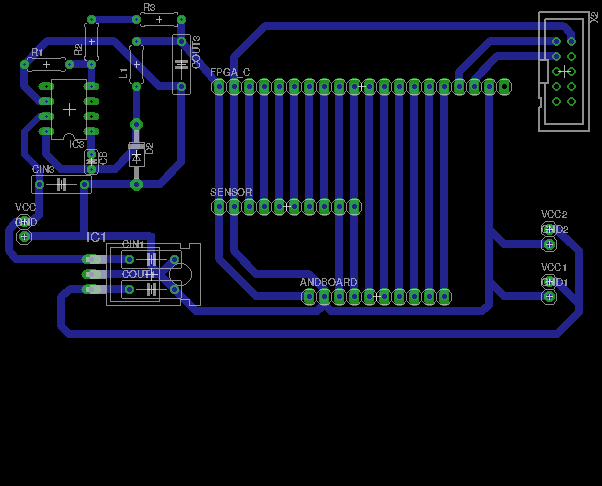 R3
X2
R2
R1
COUT3
L1
FPGA_C
IC3
D2
CB
CIN3
SENSOR
VCC
GND
VCC2
GND2
IC1
CIN1
COUT1
VCC1
GND1
ANDBOARD